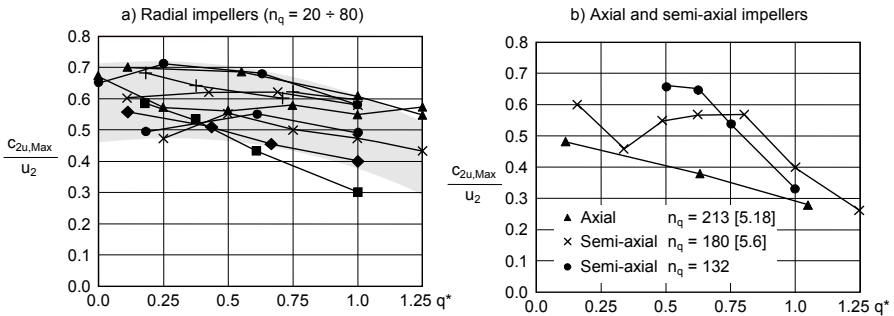 a) Radial impellers (nq = 20 ÷ 80)
0.8
0.7
0.6
0.5
0.4
0.3
0.2
0.1
0.0
c2u,Max
u2
0.0 0.25 0.5 0.75 1.0 1.25 q*
b) Axial and semi-axial impellers
0.8
0.7
0.6
0.5
0.4
0.3
0.2
0.1
0.0
c2u,Max
u2
Axial nq = 213 [5.18]
Semi-axial nq = 180 [5.6]
Semi-axial nq = 132
0.0 0.25 0.5 0.75 1.0 1.25 q*